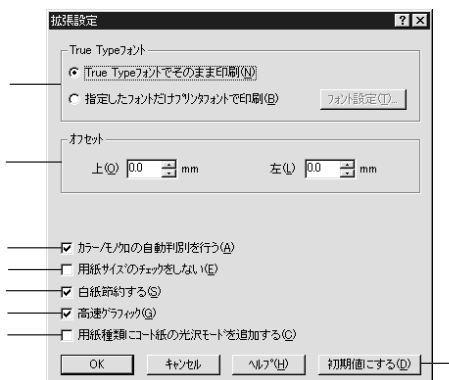 拡張設定
True Typeフォント
True Typeフォントでそのまま印刷(N)
指定したフォントだけプリンタフォントで印刷(B)
フォント設定(T)...
オフセット
上(O) 0.0 mm 左(L) 0.0 mm
カラー/モノクロの自動判別を行う(A)
用紙サイズのチェックをしない(E)
白紙節約する(S)
高速グラフィック(G)
用紙種類にコート紙の光沢モードを追加する(C)
OK キャンセル ヘルプ(H) 初期値にする(D)